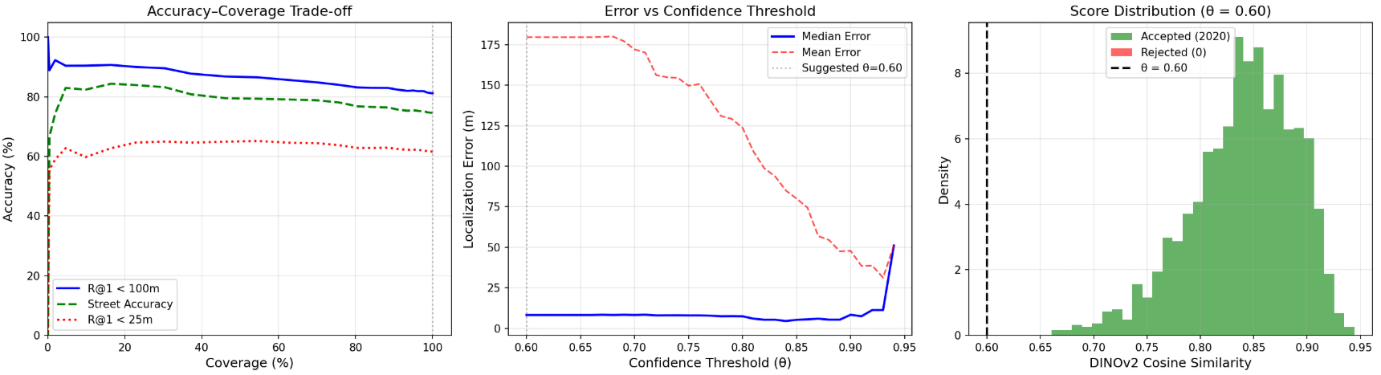 Accuracy–Coverage Trade-off
Accuracy (%)
100
80
60
40
20
0
R@1 < 100m
Street Accuracy
R@1 < 25m
0 20 40 60 80 100
Coverage (%)
Error vs Confidence Threshold
Localization Error (m)
175
150
125
100
75
50
25
0
Median Error
Mean Error
Suggested θ=0.60
0.60 0.65 0.70 0.75 0.80 0.85 0.90 0.95
Confidence Threshold (θ)
Score Distribution (θ = 0.60)
Density
8
6
4
2
0
Accepted (2020)
Rejected (0)
θ = 0.60
0.60 0.65 0.70 0.75 0.80 0.85 0.90 0.95
DINOv2 Cosine Similarity